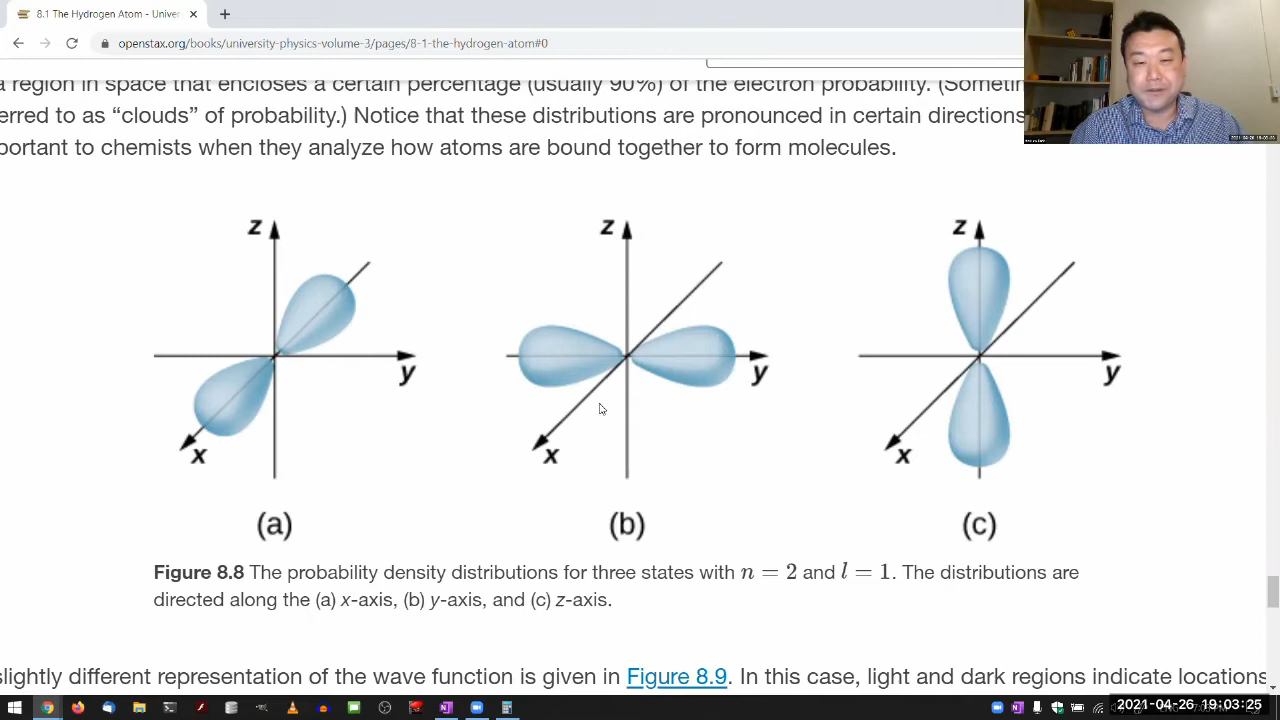 8.1 The Hydrogen Atom - Univer
openstax.org/books/university-physics-volume-3/pages/8-1-the-hydrogen-atom#0
a region in space that encloses a certain percentage (usually 90%) of the electron probability. (Sometin
erred to as “clouds” of probability.) Notice that these distributions are pronounced in certain directions
portant to chemists when they analyze how atoms are bound together to form molecules.
z z z
y y y
x x x
(a) (b) (c)
Figure 8.8 The probability density distributions for three states with n = 2 and l = 1. The distributions are
directed along the (a) x-axis, (b) y-axis, and (c) z-axis.
slightly different representation of the wave function is given in Figure 8.9. In this case, light and dark regions indicate locations
2021-04-26 19:03:25